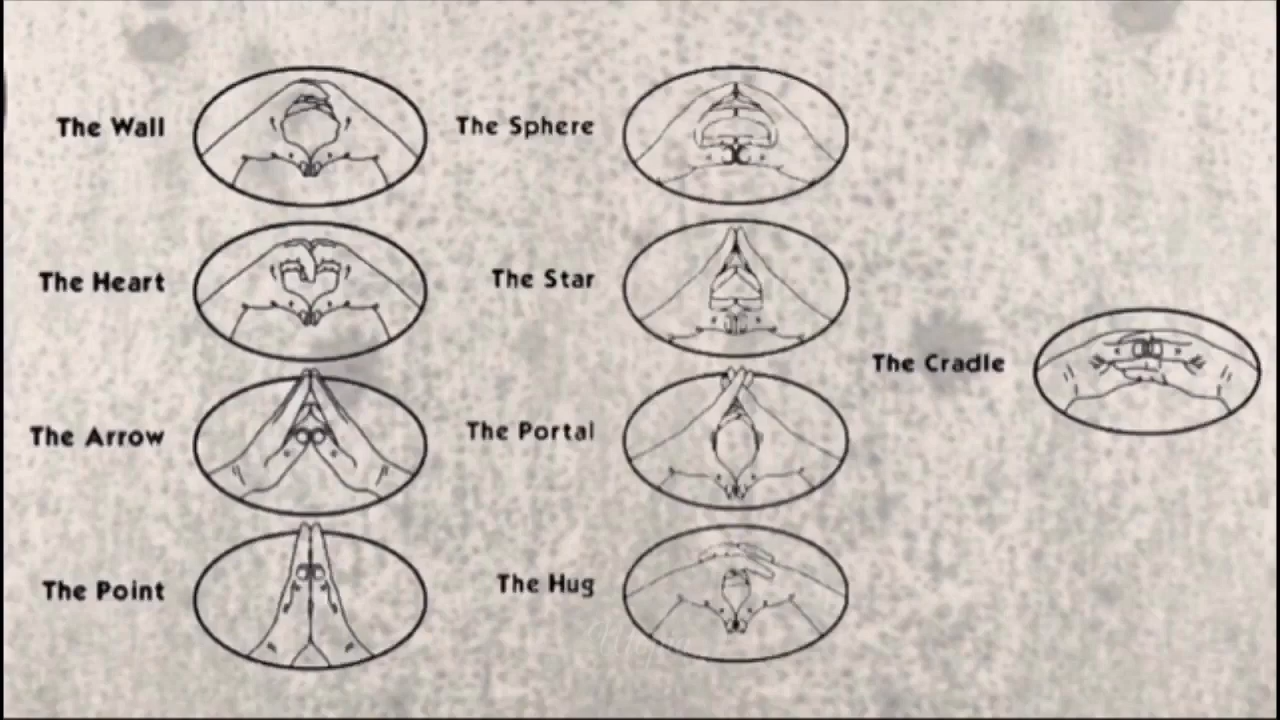 The Wall
The Heart
The Arrow
The Point
The Sphere
The Star
The Portal
The Hug
The Cradle